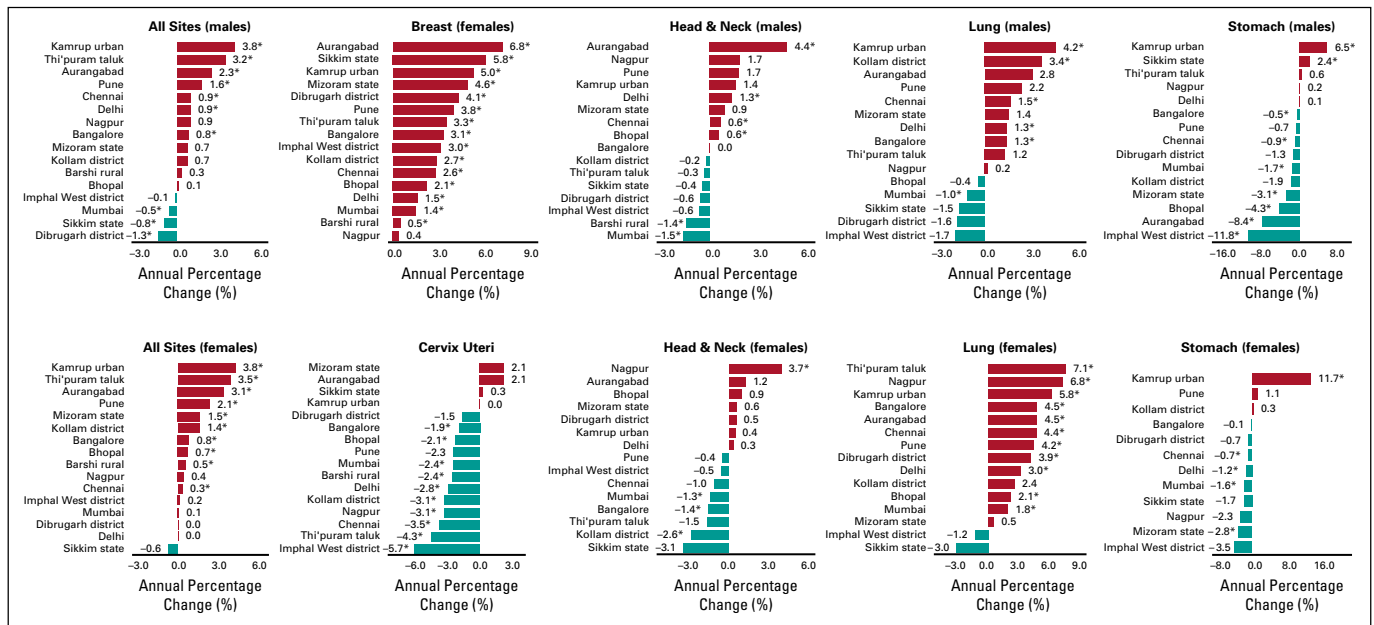 All Sites (males)
Kamrup urban 3.8*
Thi'puram taluk 3.2*
Aurangabad 2.3*
Pune 1.6*
Chennai 0.9*
Delhi 0.9*
Nagpur 0.9
Bangalore 0.8*
Mizoram state 0.7
Kollam district 0.7
Barshi rural 0.3
Bhopal 0.1
Imphal West district −0.1
Mumbai −0.5*
Sikkim state −0.8*
Dibrugarh district −1.3*
−3.0 0.0 3.0 6.0
Annual Percentage
Change (%)
Breast (females)
Aurangabad 6.8*
Sikkim state 5.8*
Kamrup urban 5.0*
Mizoram state 4.6*
Dibrugarh district 4.1*
Pune 3.8*
Thi'puram taluk 3.3*
Bangalore 3.1*
Imphal West district 3.0*
Kollam district 2.7*
Chennai 2.6*
Bhopal 2.1*
Delhi 1.5*
Mumbai 1.4*
Barshi rural 0.5*
Nagpur 0.4
0.0 3.0 6.0 9.0
Annual Percentage
Change (%)
Head & Neck (males)
Aurangabad 4.4*
Nagpur 1.7
Pune 1.7
Kamrup urban 1.4
Delhi 1.3*
Mizoram state 0.9
Chennai 0.6*
Bhopal 0.6*
Bangalore 0.0
Kollam district −0.2
Thi'puram taluk −0.3
Sikkim state −0.4
Dibrugarh district −0.6
Imphal West district −0.6
Barshi rural −1.4*
Mumbai −1.5*
−3.0 0.0 3.0 6.0
Annual Percentage
Change (%)
Lung (males)
Kamrup urban 4.2*
Kollam district 3.4*
Aurangabad 2.8
Pune 2.2
Chennai 1.5*
Mizoram state 1.4
Delhi 1.3*
Bangalore 1.3*
Thi'puram taluk 1.2
Nagpur 0.2
Bhopal −0.4
Mumbai −1.0*
Sikkim state −1.5
Dibrugarh district −1.6
Imphal West district −1.7
−3.0 0.0 3.0 6.0
Annual Percentage
Change (%)
Stomach (males)
Kamrup urban 6.5*
Sikkim state 2.4*
Thi'puram taluk 0.6
Nagpur 0.2
Delhi 0.1
Bangalore −0.5*
Pune −0.7
Chennai −0.9*
Dibrugarh district −1.3
Mumbai −1.7*
Kollam district −1.9
Mizoram state −3.1*
Bhopal −4.3*
Aurangabad −8.4*
Imphal West district −11.8*
−16.0 −8.0 0.0 8.0
Annual Percentage
Change (%)
All Sites (females)
Kamrup urban 3.8*
Thi'puram taluk 3.5*
Aurangabad 3.1*
Pune 2.1*
Mizoram state 1.5*
Kollam district 1.4*
Bangalore 0.8*
Bhopal 0.7*
Barshi rural 0.5*
Nagpur 0.4
Chennai 0.3*
Imphal West district 0.2
Mumbai 0.1
Dibrugarh district 0.0
Delhi 0.0
Sikkim state −0.6
−3.0 0.0 3.0 6.0
Annual Percentage
Change (%)
Cervix Uteri
Mizoram state 2.1
Aurangabad 2.1
Sikkim state 0.3
Kamrup urban 0.0
Dibrugarh district −1.5
Bangalore −1.9*
Bhopal −2.1*
Pune −2.3
Mumbai −2.4*
Barshi rural −2.4*
Delhi −2.8*
Kollam district −3.1*
Nagpur −3.1*
Chennai −3.5*
Thi'puram taluk −4.3*
Imphal West district −5.7*
−6.0 −3.0 0.0 3.0
Annual Percentage
Change (%)
Head & Neck (females)
Nagpur 3.7*
Aurangabad 1.2
Bhopal 0.9
Mizoram state 0.6
Dibrugarh district 0.5
Kamrup urban 0.4
Delhi 0.3
Pune −0.4
Imphal West district −0.5
Chennai −1.0
Mumbai −1.3*
Bangalore −1.4*
Thi'puram taluk −1.5
Kollam district −2.6*
Sikkim state −3.1
−3.0 0.0 3.0 6.0
Annual Percentage
Change (%)
Lung (females)
Thi'puram taluk 7.1*
Nagpur 6.8*
Kamrup urban 5.8*
Bangalore 4.5*
Aurangabad 4.5*
Chennai 4.4*
Pune 4.2*
Dibrugarh district 3.9*
Delhi 3.0*
Kollam district 2.4
Bhopal 2.1*
Mumbai 1.8*
Mizoram state 0.5
Imphal West district −1.2
Sikkim state −3.0
−3.0 0.0 3.0 6.0 9.0
Annual Percentage
Change (%)
Stomach (females)
Kamrup urban 11.7*
Pune 1.1
Kollam district 0.3
Bangalore −0.1
Dibrugarh district −0.7
Chennai −0.7*
Delhi −1.2*
Mumbai −1.6*
Sikkim state −1.7
Nagpur −2.3
Mizoram state −2.8*
Imphal West district −3.5
−8.0 0.0 8.0 16.0
Annual Percentage
Change (%)